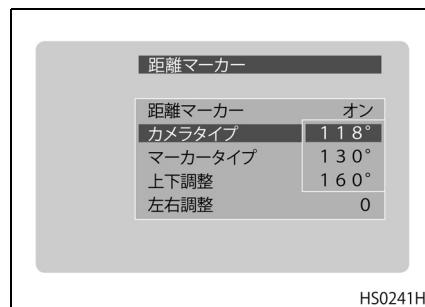 距離マーカー
距離マーカー オン
カメラタイプ 118°
マーカータイプ 130°
上下調整 160°
左右調整 0
HS0241H